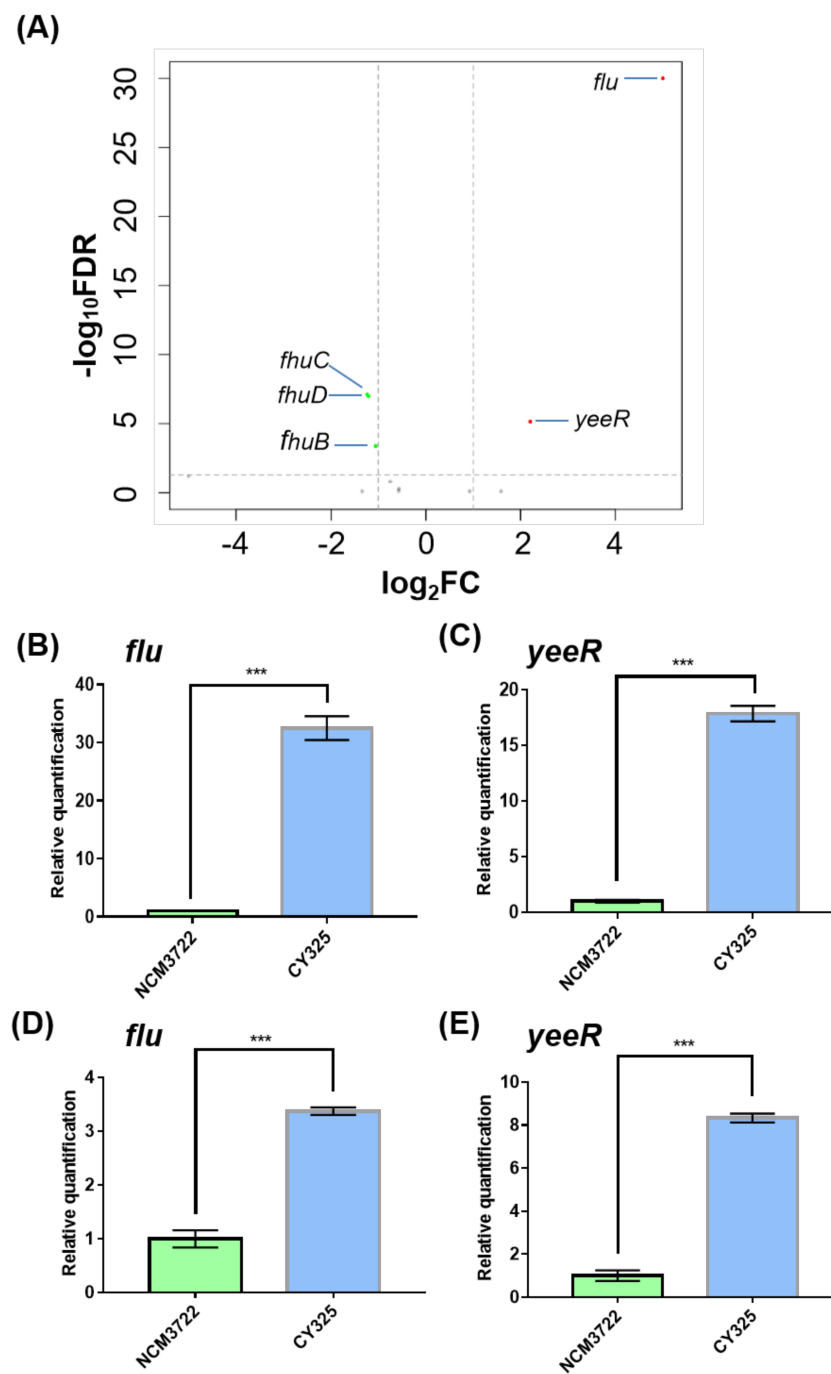 (A)
30
25
20
15
10
5
0
-log₁₀FDR
flu
fhuC
fhuD
fhuB
yeeR
-4 -2 0 2 4
log₂FC
(B) flu
***
40
30
20
10
0
Relative quantification
NCM3722 CY325
(C) yeeR
***
20
15
10
5
0
Relative quantification
NCM3722 CY325
(D) flu
***
4
3
2
1
0
Relative quantification
NCM3722 CY325
(E) yeeR
***
10
8
6
4
2
0
Relative quantification
NCM3722 CY325